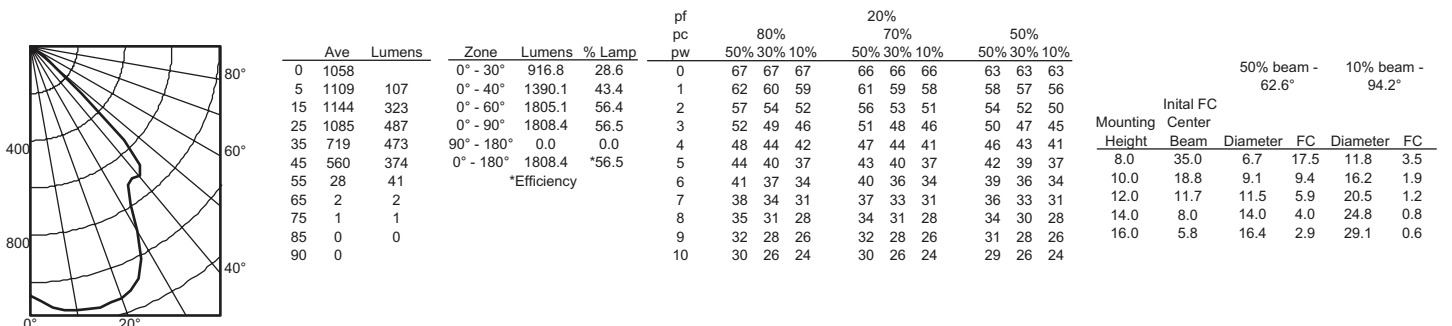 80°
60°
40°
400
800
0° 20°
Ave Lumens
0 1058
5 1109 107
15 1144 323
25 1085 487
35 719 473
45 560 374
55 28 41
65 2 2
75 1 1
85 0 0
90 0
Zone Lumens % Lamp
0° - 30° 916.8 28.6
0° - 40° 1390.1 43.4
0° - 60° 1805.1 56.4
0° - 90° 1808.4 56.5
90° - 180° 0.0 0.0
0° - 180° 1808.4 *56.5
*Efficiency
pf 20%
pc 80% 70% 50%
pw 50% 30% 10% 50% 30% 10% 50% 30% 10%
0 67 67 67 66 66 66 63 63 63
1 62 60 59 61 59 58 58 57 56
2 57 54 52 56 53 51 54 52 50
3 52 49 46 51 48 46 50 47 45
4 48 44 42 47 44 41 46 43 41
5 44 40 37 43 40 37 42 39 37
6 41 37 34 40 36 34 39 36 34
7 38 34 31 37 33 31 36 33 31
8 35 31 28 34 31 28 34 30 28
9 32 28 26 32 28 26 31 28 26
10 30 26 24 30 26 24 29 26 24
50% beam - 10% beam -
62.6° 94.2°
Inital FC
Mounting Center
Height Beam Diameter FC Diameter FC
8.0 35.0 6.7 17.5 11.8 3.5
10.0 18.8 9.1 9.4 16.2 1.9
12.0 11.7 11.5 5.9 20.5 1.2
14.0 8.0 14.0 4.0 24.8 0.8
16.0 5.8 16.4 2.9 29.1 0.6